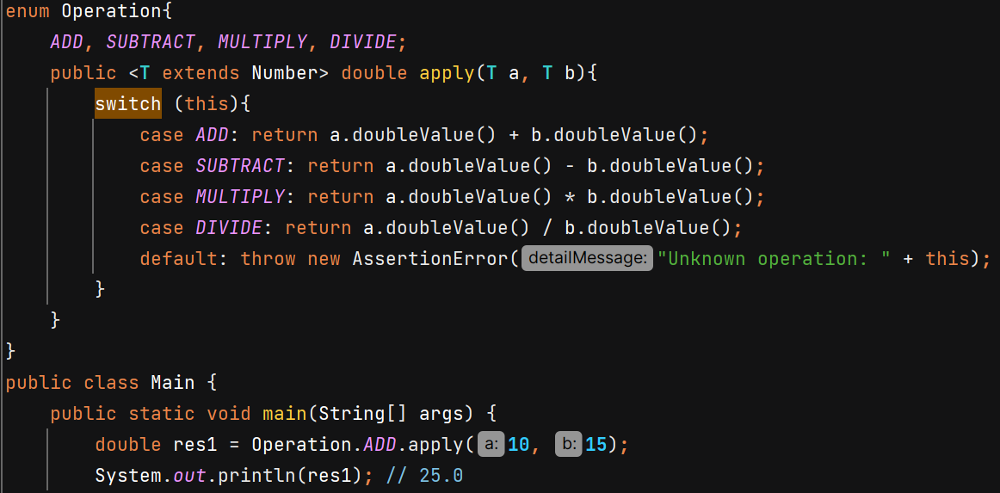 enum Operation{
    ADD, SUBTRACT, MULTIPLY, DIVIDE;
    public <T extends Number> double apply(T a, T b){
        switch (this){
            case ADD: return a.doubleValue() + b.doubleValue();
            case SUBTRACT: return a.doubleValue() - b.doubleValue();
            case MULTIPLY: return a.doubleValue() * b.doubleValue();
            case DIVIDE: return a.doubleValue() / b.doubleValue();
            default: throw new AssertionError( detailMessage: "Unknown operation: " + this);
        }
    }
}
public class Main {
    public static void main(String[] args) {
        double res1 = Operation.ADD.apply( a: 10, b: 15);
        System.out.println(res1); // 25.0